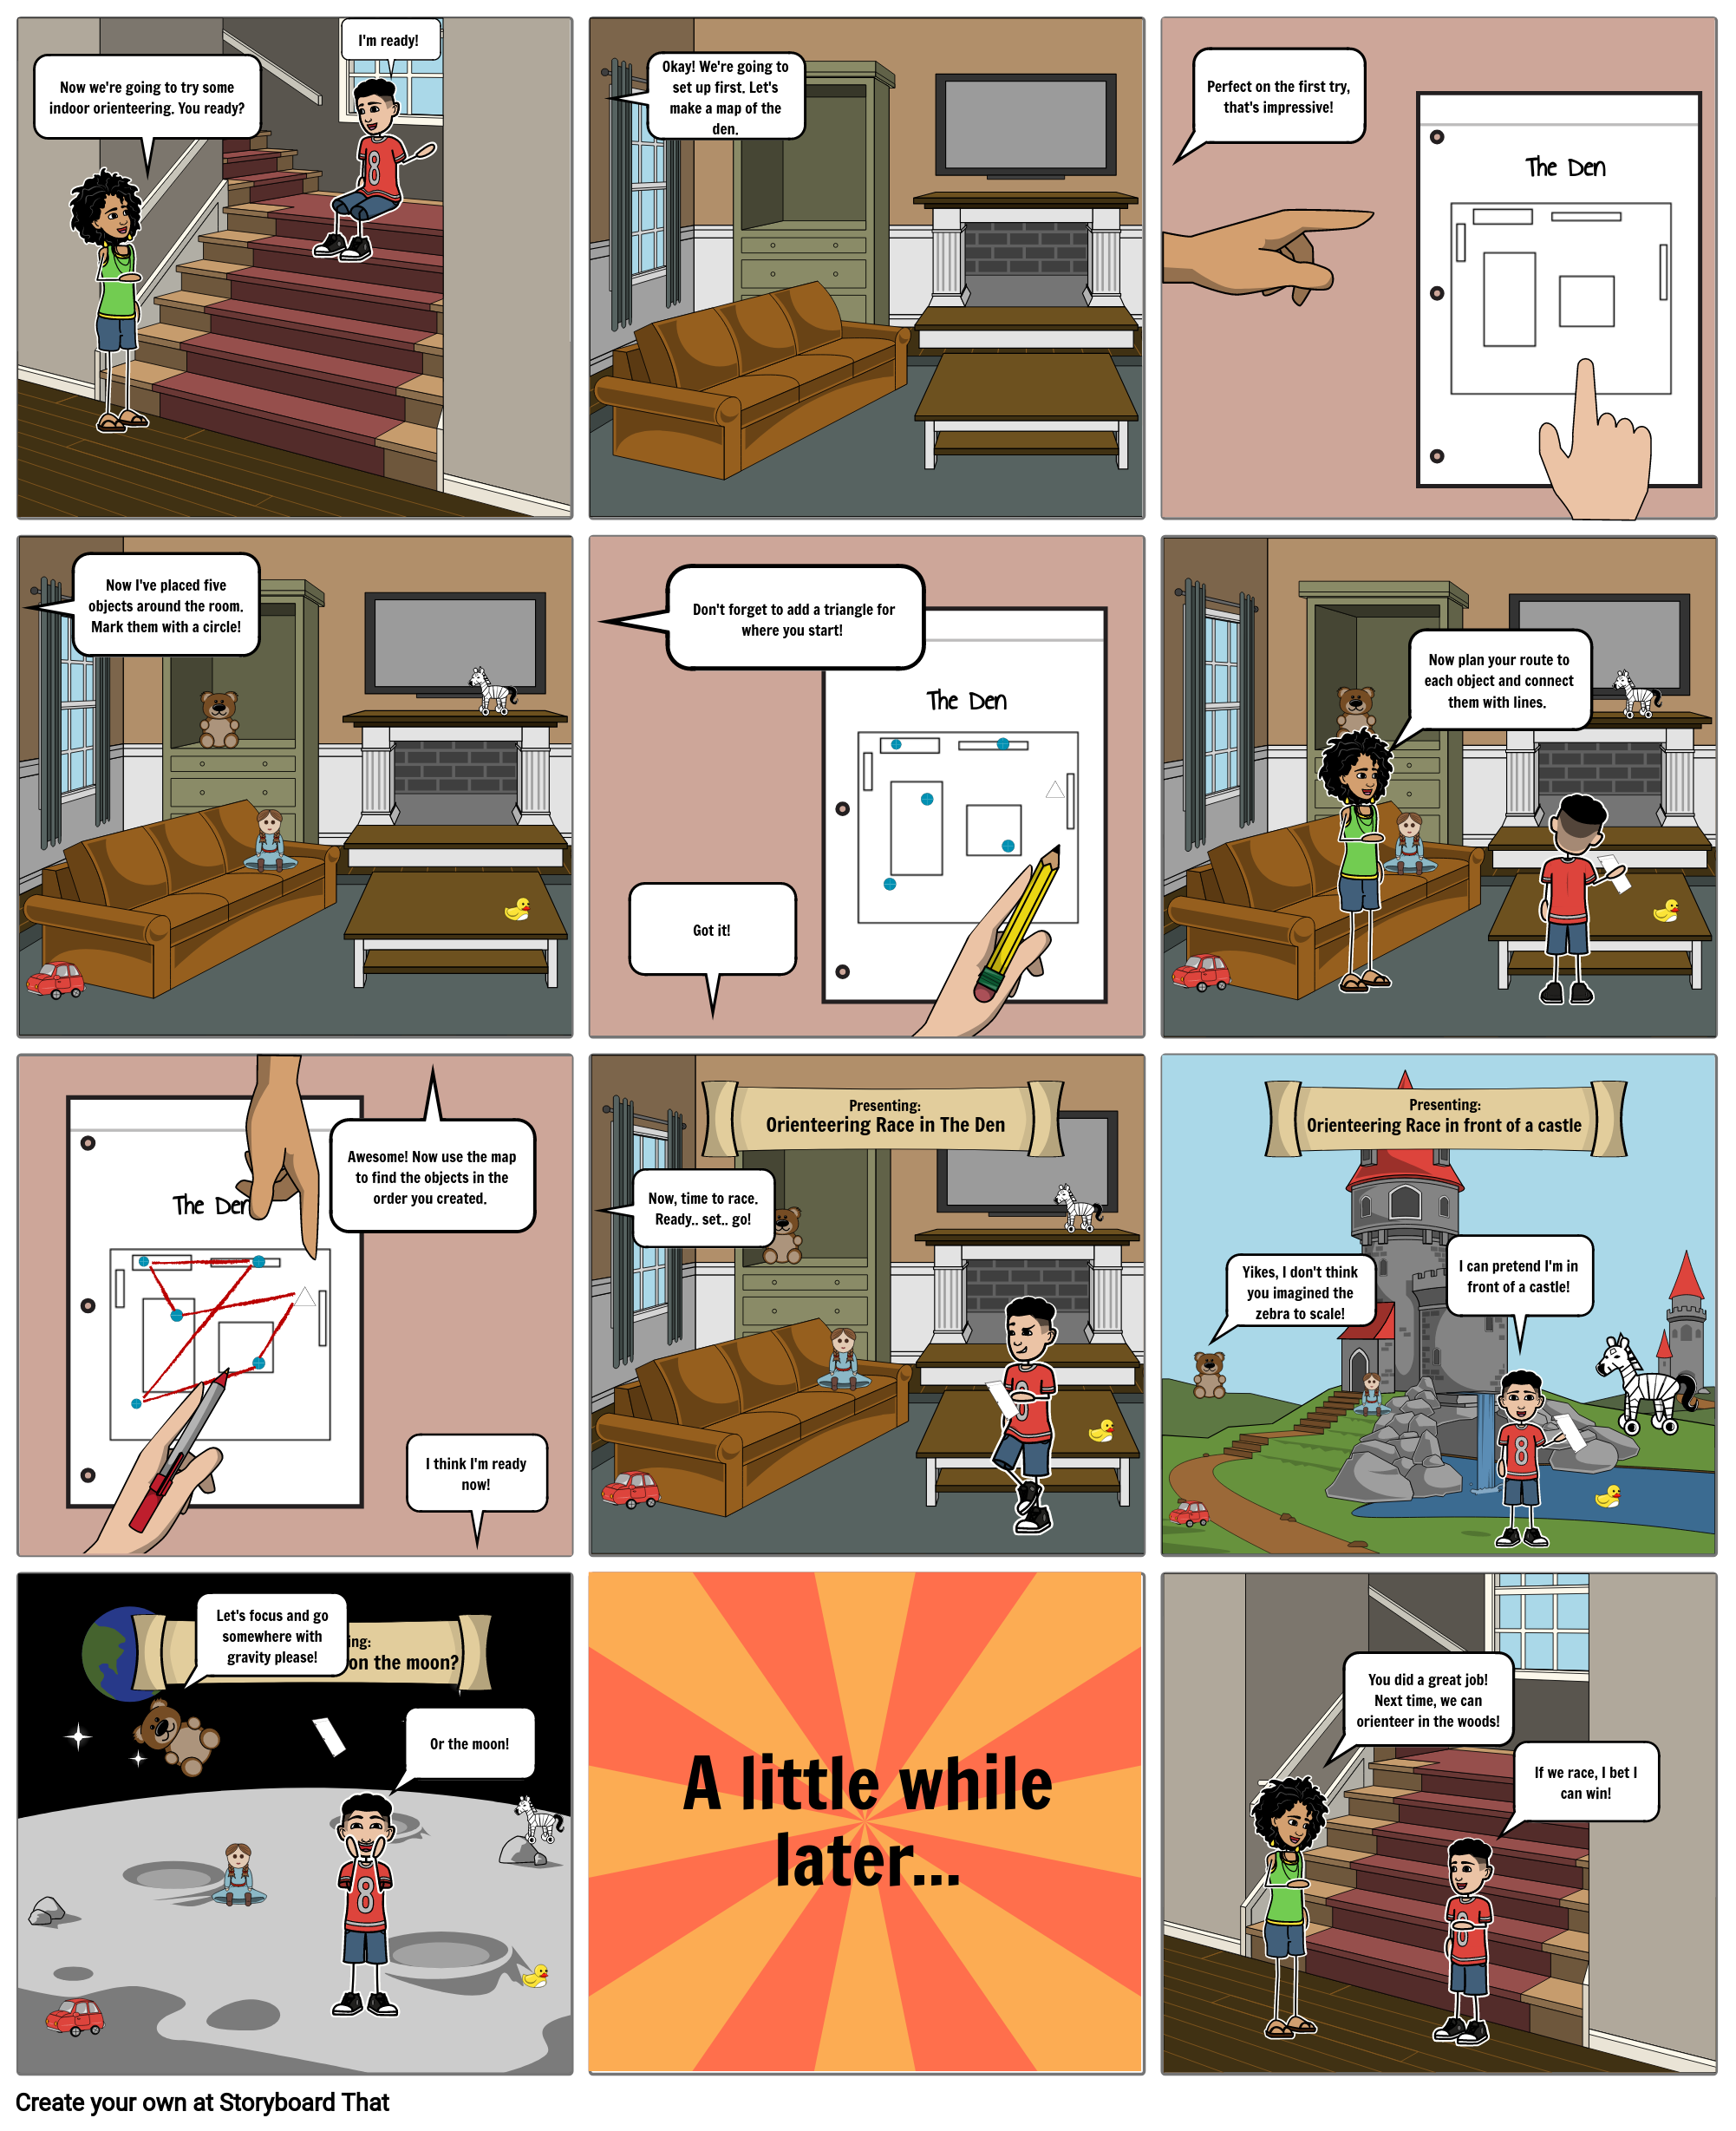 Now we're going to try some
indoor orienteering. You ready?
I'm ready!
Okay! We're going to
set up first. Let's
make a map of the
den.
Perfect on the first try,
that's impressive!
The Den
Now I've placed five
objects around the room.
Mark them with a circle!
Don't forget to add a triangle for
where you start!
The Den
Got it!
Now plan your route to
each object and connect
them with lines.
Awesome! Now use the map
to find the objects in the
order you created.
The Den
I think I'm ready
now!
Presenting:
Orienteering Race in The Den
Now, time to race.
Ready.. set.. go!
8
Presenting:
Orienteering Race in front of a castle
Yikes, I don't think
you imagined the
zebra to scale!
I can pretend I'm in
front of a castle!
8
Let's focus and go
somewhere with
gravity please!
ing:
on the moon?
Or the moon!
8
A little while
later...
You did a great job!
Next time, we can
orienteer in the woods!
If we race, I bet I
can win!
8
Create your own at Storyboard That